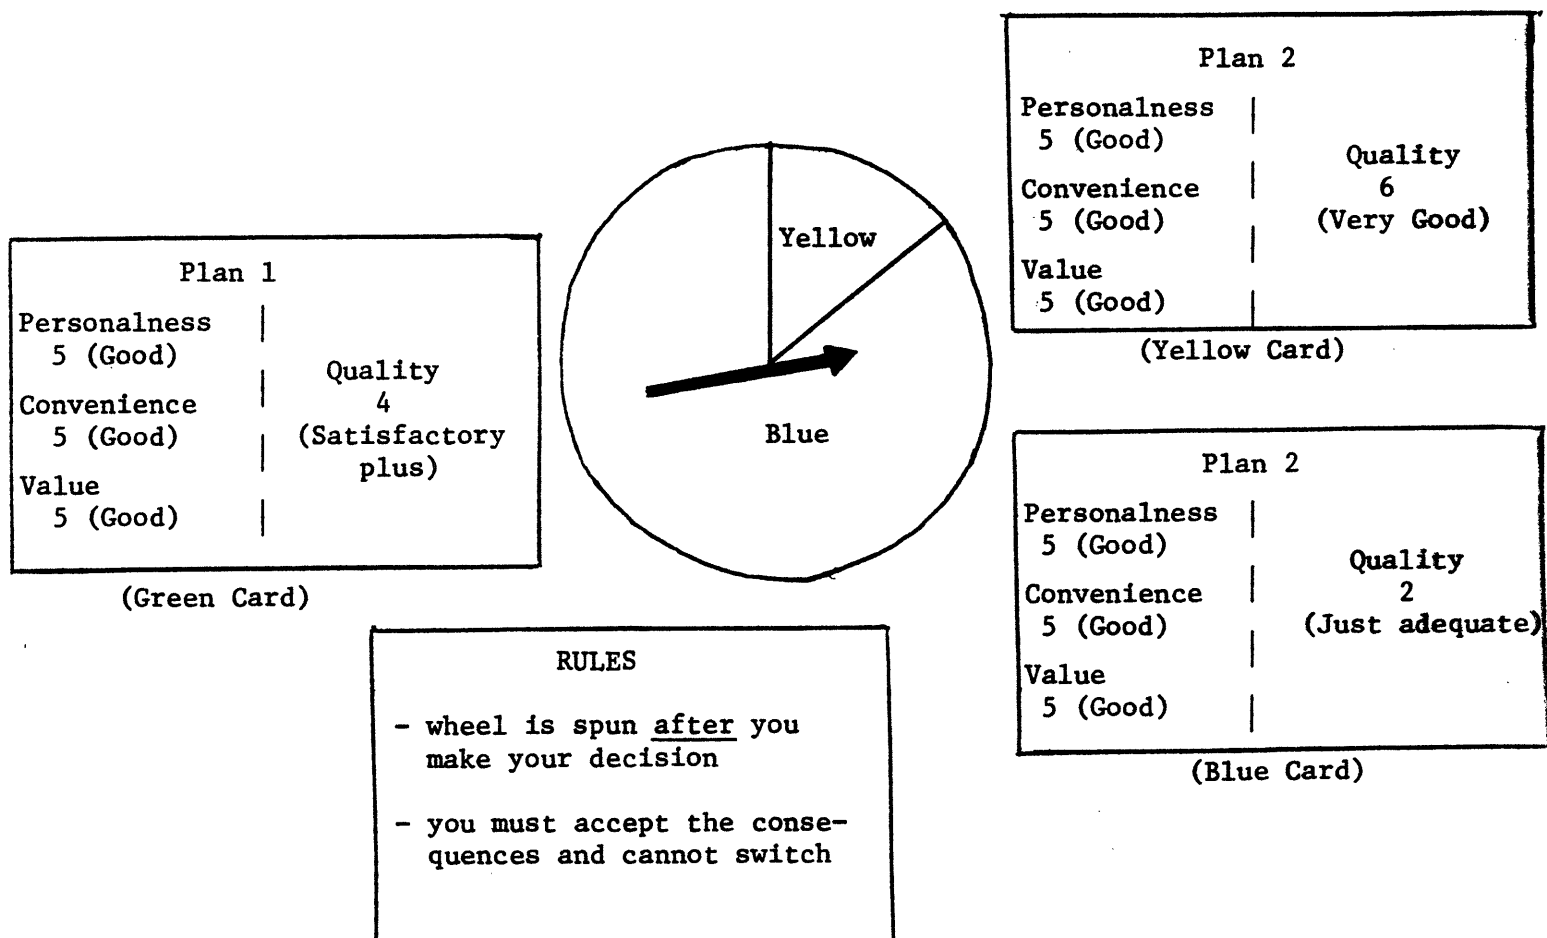 Plan 1
Personalness
5 (Good)
Convenience
5 (Good)
Value
5 (Good)
Quality
4
(Satisfactory
plus)
(Green Card)
Yellow
Blue
Plan 2
Personalness
5 (Good)
Convenience
5 (Good)
Value
5 (Good)
Quality
6
(Very Good)
(Yellow Card)
Plan 2
Personalness
5 (Good)
Convenience
5 (Good)
Value
5 (Good)
Quality
2
(Just adequate)
(Blue Card)
RULES
- wheel is spun after you
make your decision
- you must accept the conse-
quences and cannot switch